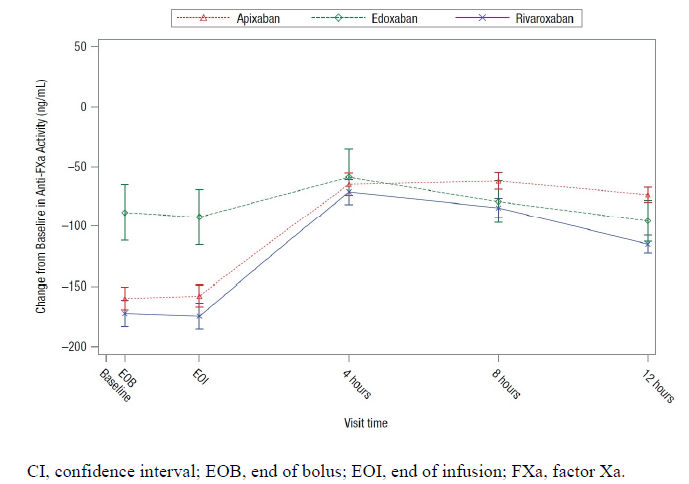 Apixaban Edoxaban Rivaroxaban
Change from Baseline in Anti-FXa Activity (ng/mL)
50
0
−50
−100
−150
−200
Baseline EOB EOI 4 hours 8 hours 12 hours
Visit time
CI, confidence interval; EOB, end of bolus; EOI, end of infusion; FXa, factor Xa.